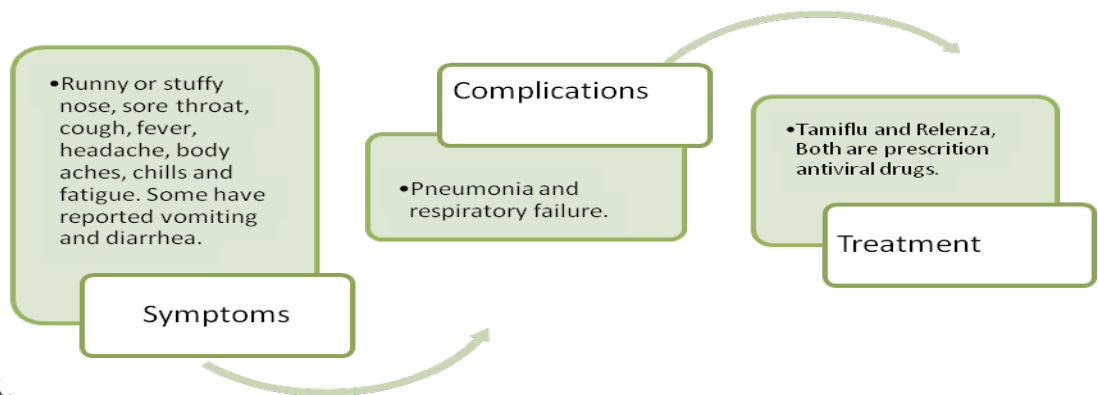 •Runny or stuffy
nose, sore throat,
cough, fever,
headache, body
aches, chills and
fatigue. Some have
reported vomiting
and diarrhea.
Symptoms
Complications
•Pneumonia and
respiratory failure.
•Tamiflu and Relenza,
Both are prescrition
antiviral drugs.
Treatment